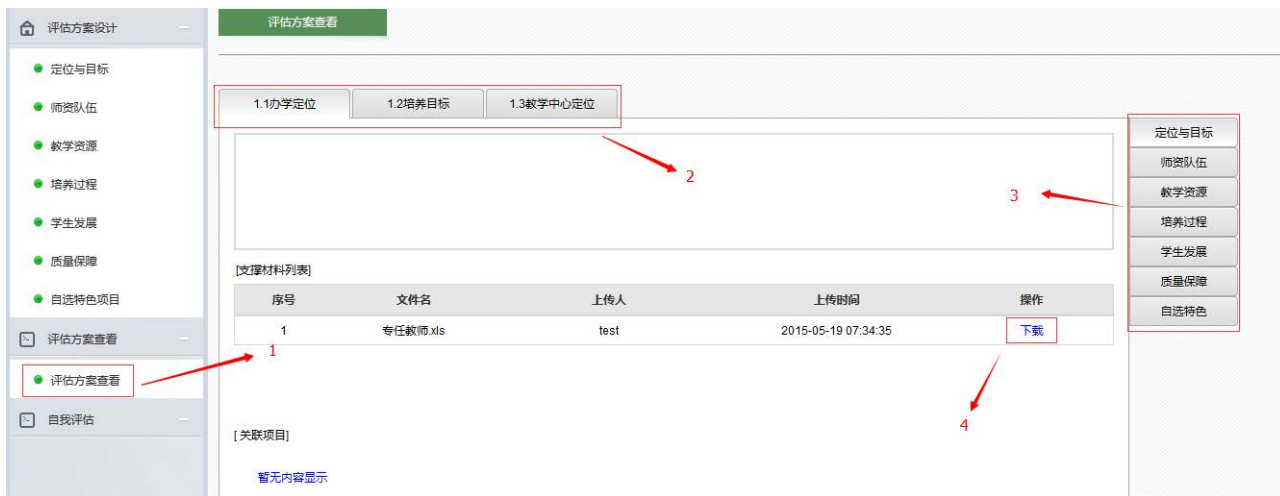 评估方案设计
定位与目标
师资队伍
教学资源
培养过程
学生发展
质量保障
自选特色项目
评估方案查看
评估方案查看
自我评估
评估方案查看
1.1办学定位 1.2培养目标 1.3教学中心定位
2
3
[支撑材料列表]
序号 文件名 上传人 上传时间 操作
1 专任教师.xls test 2015-05-19 07:34:35 下载
1
4
[关联项目]
暂无内容显示
定位与目标
师资队伍
教学资源
培养过程
学生发展
质量保障
自选特色